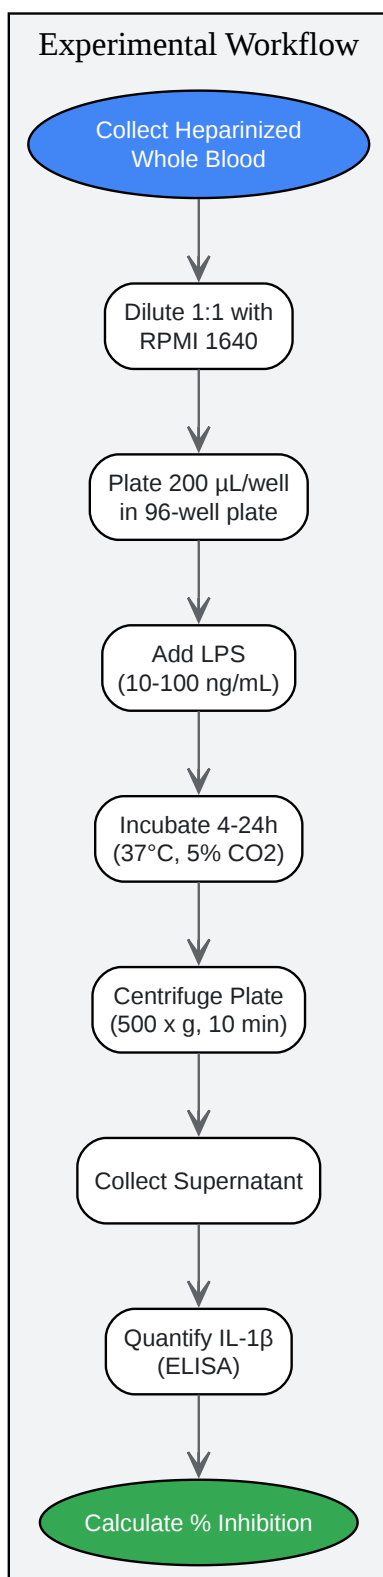 Experimental Workflow
Collect Heparinized
Whole Blood
Dilute 1:1 with
RPMI 1640
Plate 200 µL/well
in 96-well plate
Add LPS
(10-100 ng/mL)
Incubate 4-24h
(37°C, 5% CO2)
Centrifuge Plate
(500 x g, 10 min)
Collect Supernatant
Quantify IL-1β
(ELISA)
Calculate % Inhibition